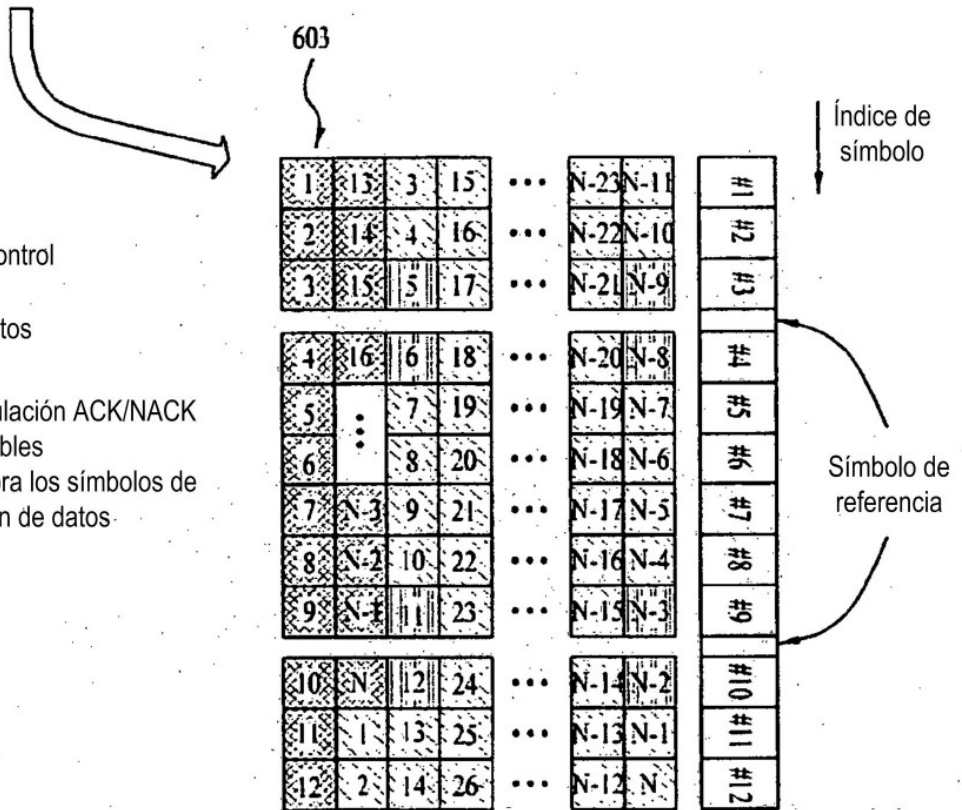 603
Índice de
símbolo
1 13 3 15 ••• N-23 N-11 #1
2 14 4 16 ••• N-22 N-10 #2
3 15 5 17 ••• N-21 N-9 #3
ontrol
tos
4 16 6 18 ••• N-20 N-8 #4
ulación ACK/NACK
5 ••• 7 19 ••• N-19 N-7 #5
bles
6 8 20 ••• N-18 N-6 #6
ora los símbolos de
n de datos
Símbolo de
referencia
7 N-3 9 21 ••• N-17 N-5 #7
8 N-2 10 22 ••• N-16 N-4 #8
9 N-1 11 23 ••• N-15 N-3 #9
10 N 12 24 ••• N-14 N-2 #10
11 1 13 25 ••• N-13 N-1 #11
12 2 14 26 ••• N-12 N #12